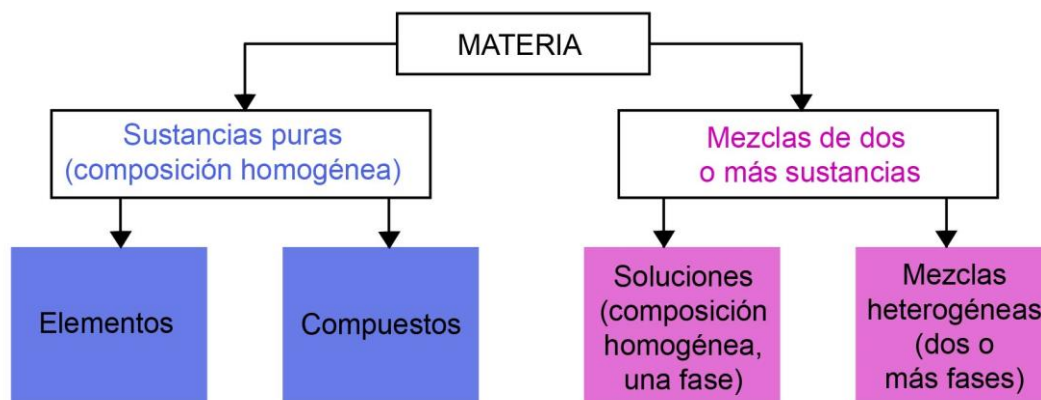 MATERIA
Sustancias puras
(composición homogénea)
Mezclas de dos
o más sustancias
Elementos
Compuestos
Soluciones
(composición
homogénea,
una fase)
Mezclas
heterogéneas
(dos o
más fases)